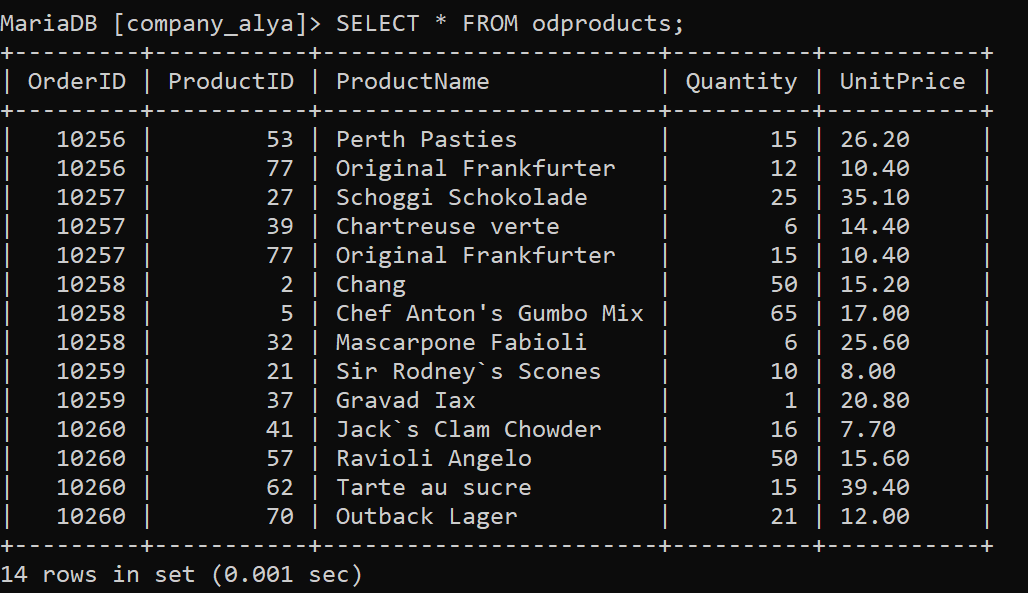 MariaDB [company_alya]> SELECT * FROM odproducts;
+---------+-----------+------------------------+----------+-----------+
| OrderID | ProductID | ProductName            | Quantity | UnitPrice |
+---------+-----------+------------------------+----------+-----------+
|   10256 |        53 | Perth Pasties          |       15 | 26.20     |
|   10256 |        77 | Original Frankfurter   |       12 | 10.40     |
|   10257 |        27 | Schoggi Schokolade     |       25 | 35.10     |
|   10257 |        39 | Chartreuse verte       |        6 | 14.40     |
|   10257 |        77 | Original Frankfurter   |       15 | 10.40     |
|   10258 |         2 | Chang                  |       50 | 15.20     |
|   10258 |         5 | Chef Anton's Gumbo Mix |       65 | 17.00     |
|   10258 |        32 | Mascarpone Fabioli     |        6 | 25.60     |
|   10259 |        21 | Sir Rodney`s Scones    |       10 | 8.00      |
|   10259 |        37 | Gravad Iax             |        1 | 20.80     |
|   10260 |        41 | Jack`s Clam Chowder    |       16 | 7.70      |
|   10260 |        57 | Ravioli Angelo         |       50 | 15.60     |
|   10260 |        62 | Tarte au sucre         |       15 | 39.40     |
|   10260 |        70 | Outback Lager          |       21 | 12.00     |
+---------+-----------+------------------------+----------+-----------+
14 rows in set (0.001 sec)